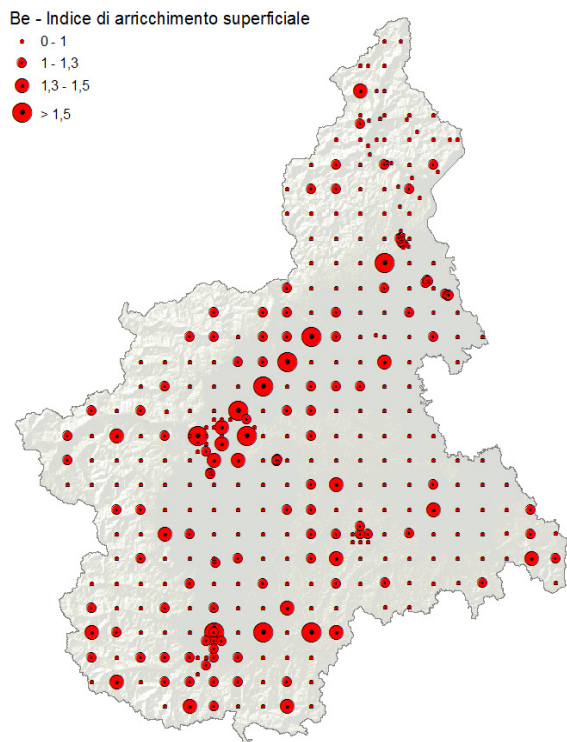 Be - Indice di arricchimento superficiale
0 - 1
1 - 1,3
1,3 - 1,5
> 1,5